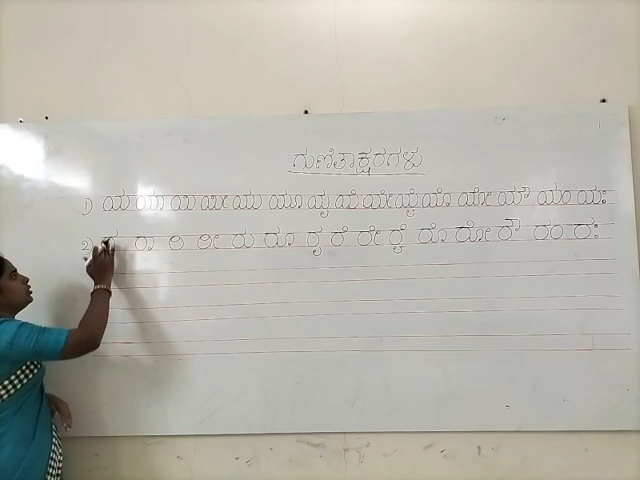 ಗುಣಿತಾಕ್ಷರಗಳು
೧) ಯ ಯಾ ಯಿ ಯೀ ಯು ಯೂ ಯೃ ಯೆ ಯೇ ಯೈ ಯೊ ಯೋ ಯೌ ಯಂ ಯಃ
೨) ರ ರಾ ರಿ ರೀ ರು ರೂ ರೃ ರೆ ರೇ ರೈ ರೊ ರೋ ರೌ ರಂ ರಃ